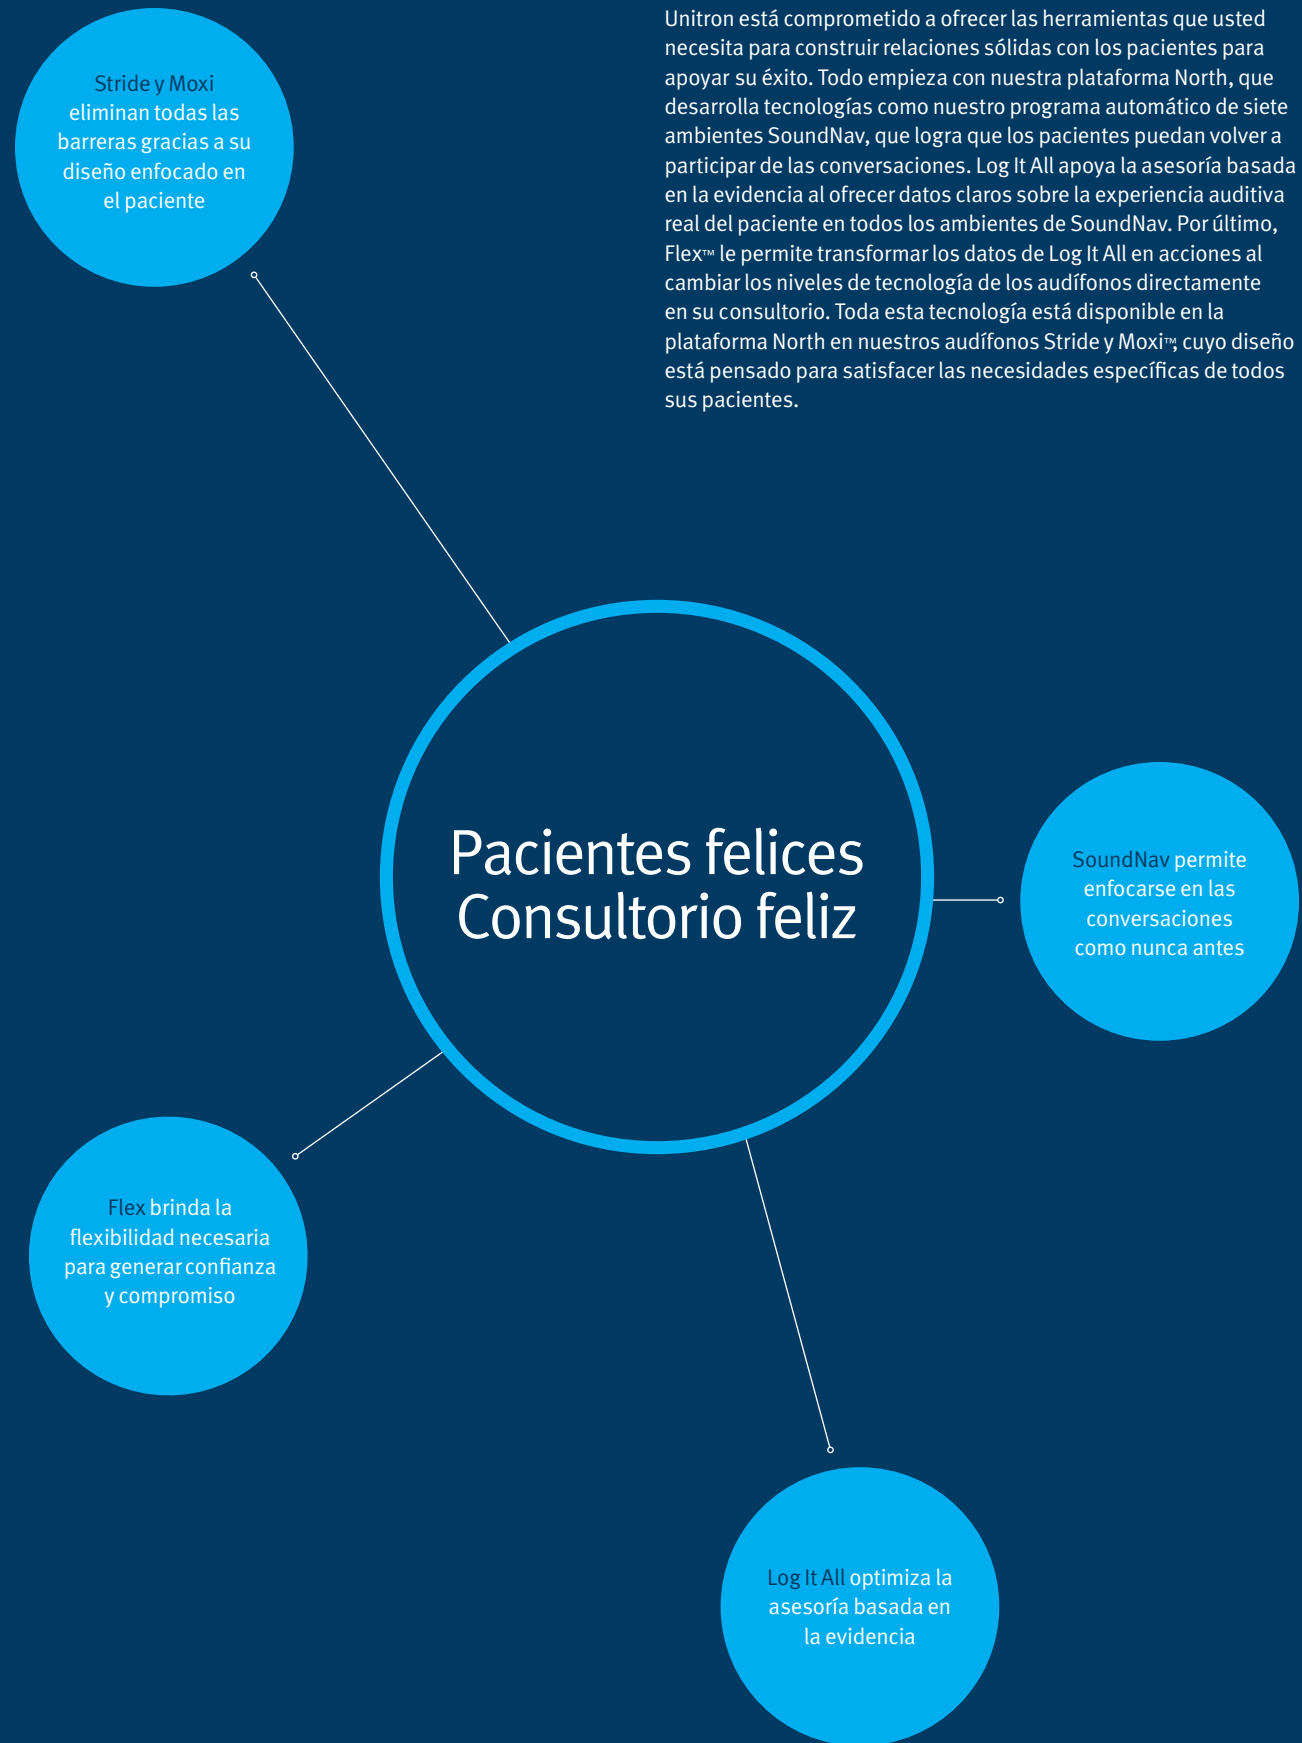 Stride y Moxi
eliminan todas las
barreras gracias a su
diseño enfocado en
el paciente
Unitron está comprometido a ofrecer las herramientas que usted
necesita para construir relaciones sólidas con los pacientes para
apoyar su éxito. Todo empieza con nuestra plataforma North, que
desarrolla tecnologías como nuestro programa automático de siete
ambientes SoundNav, que logra que los pacientes puedan volver a
participar de las conversaciones. Log It All apoya la asesoría basada
en la evidencia al ofrecer datos claros sobre la experiencia auditiva
real del paciente en todos los ambientes de SoundNav. Por último,
Flex™ le permite transformar los datos de Log It All en acciones al
cambiar los niveles de tecnología de los audífonos directamente
en su consultorio. Toda esta tecnología está disponible en la
plataforma North en nuestros audífonos Stride y Moxi™, cuyo diseño
está pensado para satisfacer las necesidades específicas de todos
sus pacientes.
Pacientes felices
Consultorio feliz
SoundNav permite
enfocarse en las
conversaciones
como nunca antes
Flex brinda la
flexibilidad necesaria
para generar confianza
y compromiso
Log It All optimiza la
asesoría basada en
la evidencia